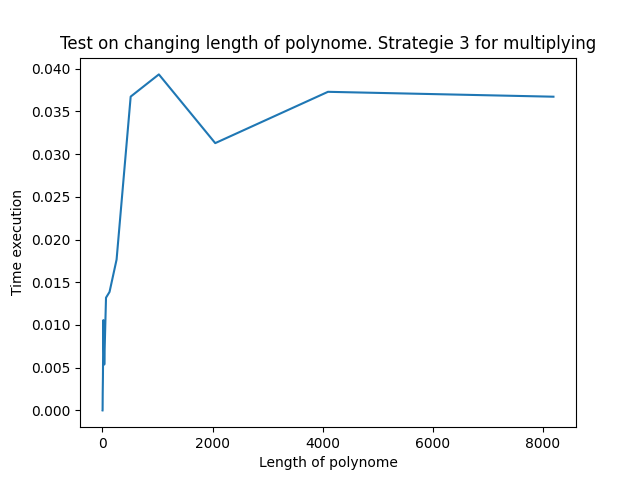 Test on changing length of polynome. Strategie 3 for multiplying
0.040
0.035
0.030
0.025
0.020
0.015
0.010
0.005
0.000
Time execution
0 2000 4000 6000 8000
Length of polynome